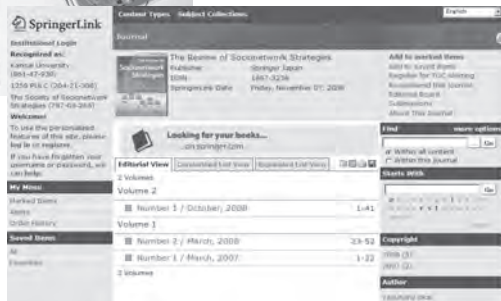 Content Types Subject Collections
English
SpringerLink
Journal
Institutional Login
Recognized as:
Kansai University
The Society of Socionetwork
Strategies
Welcome!
To use the personalized
features of this site, please
log in or register.
If you have forgotten your
username or password, we
can help.
My Menu
Marked Items
Alerts
Order History
Saved Items
All
Favorites
The Review of Socionetwork Strategies
Publisher Springer Japan
ISSN 1867-3236
SpringerLink Date Friday, November 07, 2008
Add to marked items
Add to saved items
Recommend this journal
Editorial Board
Submissions
About This Journal
Looking for your books...
...on springer.com
Editorial View Condensed List View Expanded List View
2 Volumes
Volume 2
Number 1 / October, 2008 1-41
Volume 1
Number 2 / March, 2008 23-52
Number 1 / March, 2007 1-22
2 Volumes
Find more options
Go
Within all content
Within this journal
Starts With
Go
Copyright
2008 (5)
2007 (2)
Author